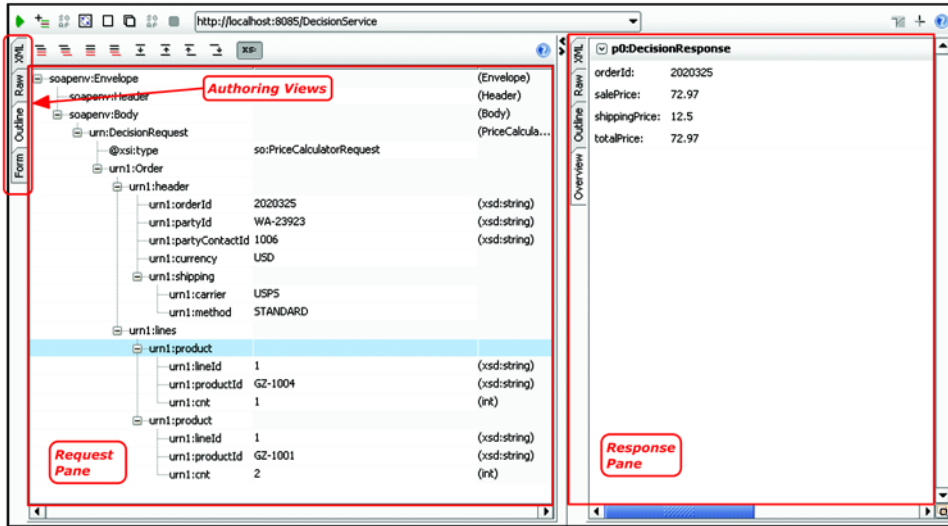 http://localhost:8085/DecisionService
XS:
XML
Raw
Outline
Form
Authoring Views
soapenv:Envelope (Envelope)
soapenv:Header (Header)
soapenv:Body (Body)
urn:DecisionRequest (PriceCalcula...
@xsi:type so:PriceCalculatorRequest
urn1:Order
urn1:header
urn1:orderId 2020325 (xsd:string)
urn1:partyId WA-23923 (xsd:string)
urn1:partyContactId 1006 (xsd:string)
urn1:currency USD
urn1:shipping
urn1:carrier USPS
urn1:method STANDARD
urn1:lines
urn1:product
urn1:lineId 1 (xsd:string)
urn1:productId GZ-1004 (xsd:string)
urn1:cnt 1 (int)
urn1:product
urn1:lineId 1 (xsd:string)
urn1:productId GZ-1001 (xsd:string)
urn1:cnt 2 (int)
Request
Pane
XML
Raw
Outline
Overview
p0:DecisionResponse
orderId: 2020325
salePrice: 72.97
shippingPrice: 12.5
totalPrice: 72.97
Response
Pane